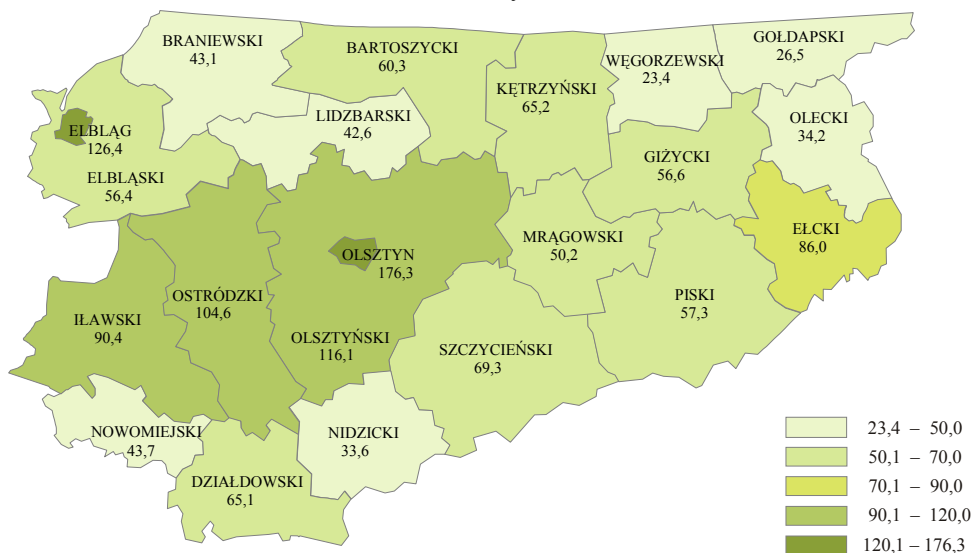 BRANIEWSKI
43,1
BARTOSZYCKI
60,3
GOŁDAPSKI
26,5
WĘGORZEWSKI
23,4
KĘTRZYŃSKI
65,2
LIDZBARSKI
42,6
OLECKI
34,2
ELBLĄG
126,4
GIŻYCKI
56,6
ELBLĄSKI
56,4
EŁCKI
86,0
MRĄGOWSKI
50,2
OLSZTYN
176,3
OSTRÓDZKI
104,6
PISKI
57,3
IŁAWSKI
90,4
OLSZTYŃSKI
116,1
SZCZYCIEŃSKI
69,3
NOWOMIEJSKI
43,7
NIDZICKI
33,6
DZIAŁDOWSKI
65,1
23,4 – 50,0
50,1 – 70,0
70,1 – 90,0
90,1 – 120,0
120,1 – 176,3